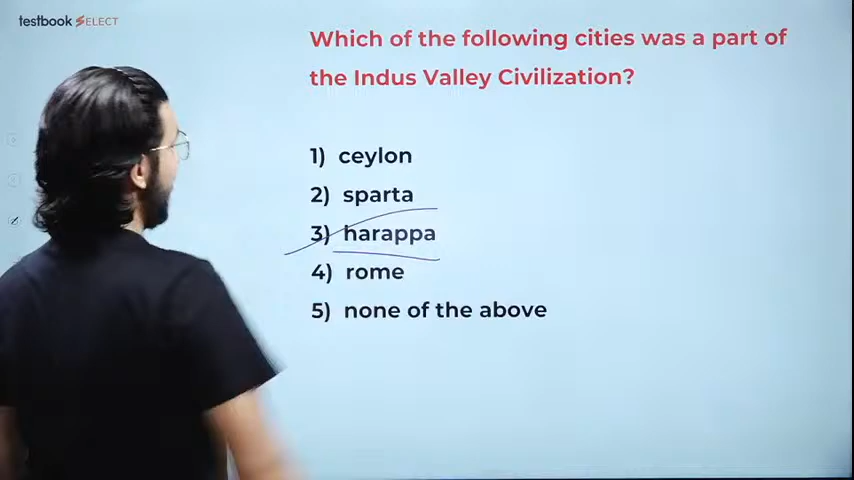 testbook SELECT
Which of the following cities was a part of
the Indus Valley Civilization?
1) ceylon
2) sparta
3) harappa
4) rome
5) none of the above